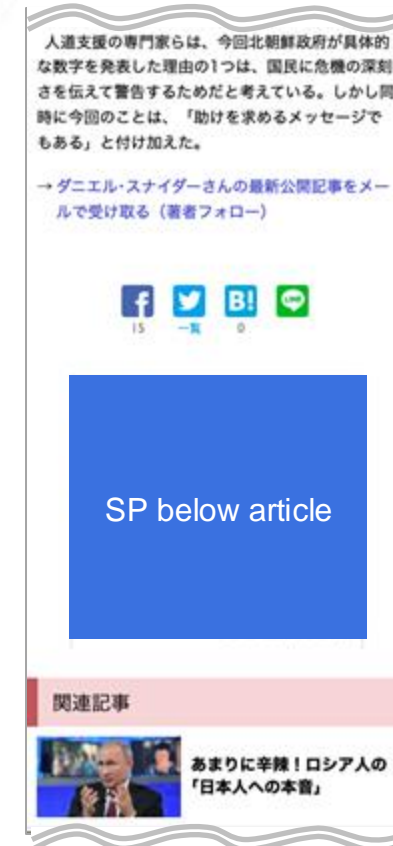 人道支援の専門家らは、今回北朝鮮政府が具体的
な数字を発表した理由の1つは、国民に危機の深刻
さを伝えて警告するためだと考えている。しかし同
時に今回のことは、「助けを求めるメッセージで
もある」と付け加えた。
→ ダニエル・スナイダーさんの最新公開記事をメー
ルで受け取る（著者フォロー）
f B! LINE
15 一覧 0
SP below article
関連記事
あまりに辛辣！ロシア人の
「日本人への本音」